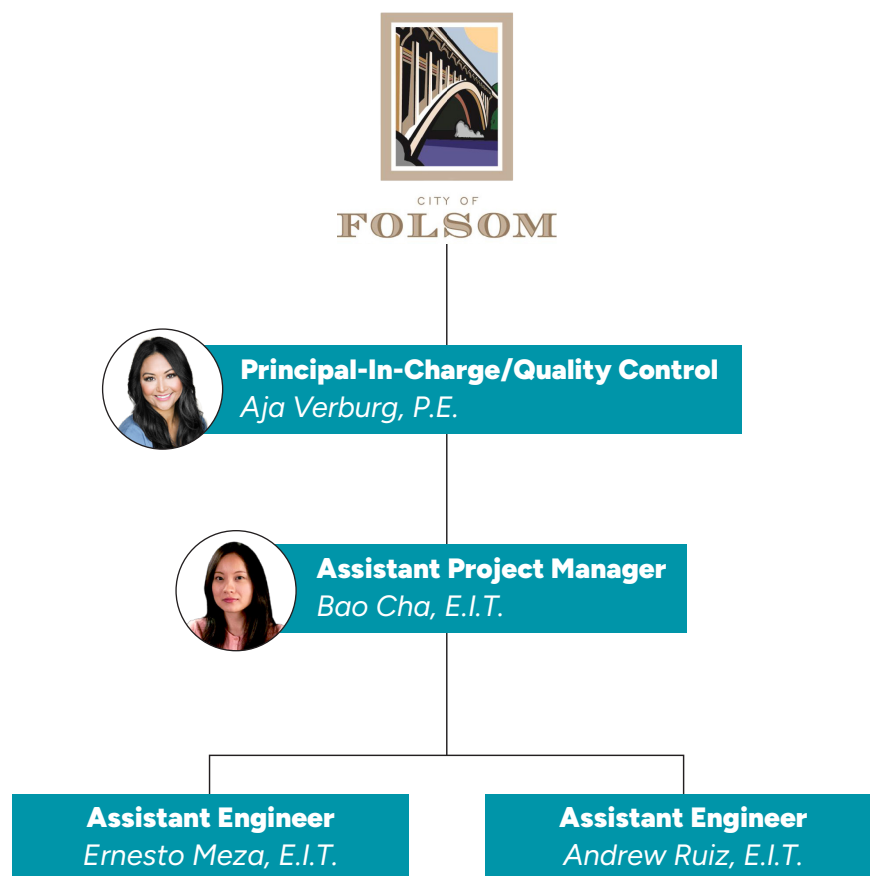 CITY OF
FOLSOM
Principal-In-Charge/Quality Control
Aja Verburg, P.E.
Assistant Project Manager
Bao Cha, E.I.T.
Assistant Engineer
Ernesto Meza, E.I.T.
Assistant Engineer
Andrew Ruiz, E.I.T.